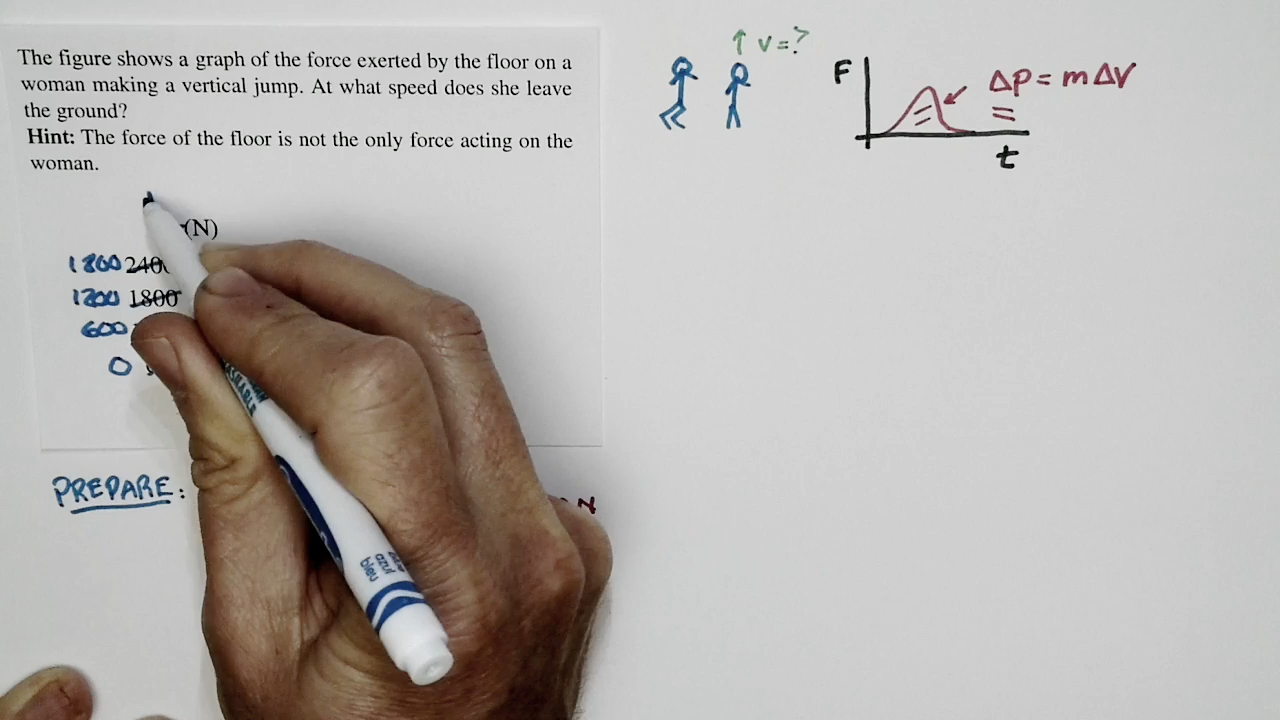 The figure shows a graph of the force exerted by the floor on a
woman making a vertical jump. At what speed does she leave
the ground?
Hint: The force of the floor is not the only force acting on the
woman.
(N)
1800 2400
1200 1800
600
0
PREPARE:
↑ v=?
F
Δp = mΔv
t
bleu
azul